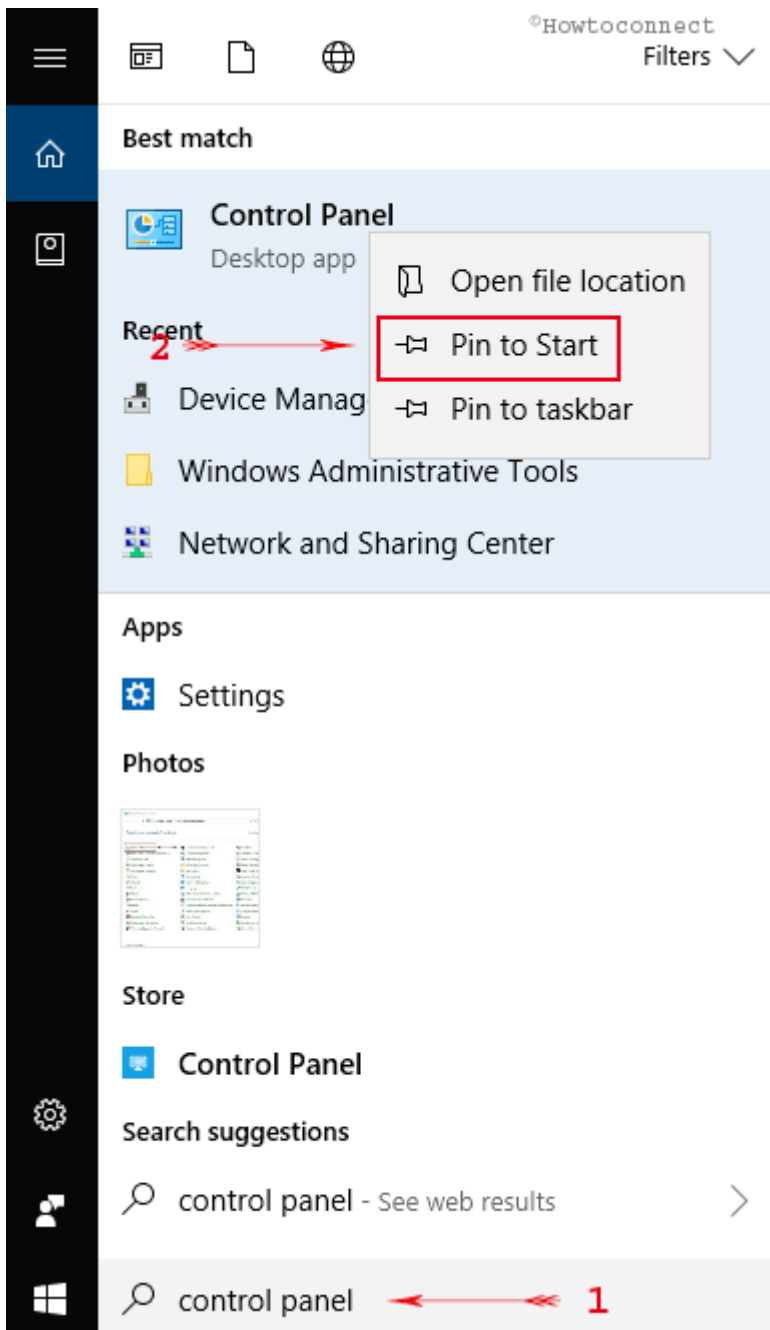 ©Howtoconnect
Filters
Best match
Control Panel
Desktop app
Open file location
Recent
2
Pin to Start
Device Manag
Pin to taskbar
Windows Administrative Tools
Network and Sharing Center
Apps
Settings
Photos
Store
Control Panel
Search suggestions
control panel - See web results
control panel
1